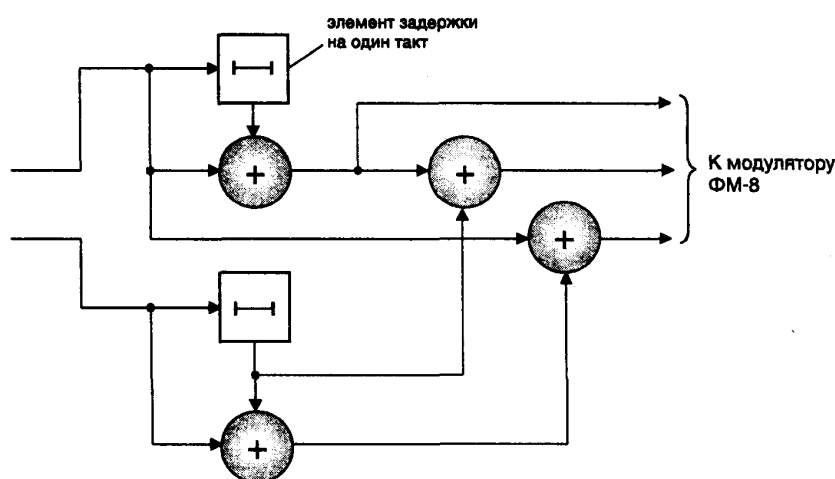 элемент задержки
на один такт
+
+
К модулятору
ФМ-8
+
+